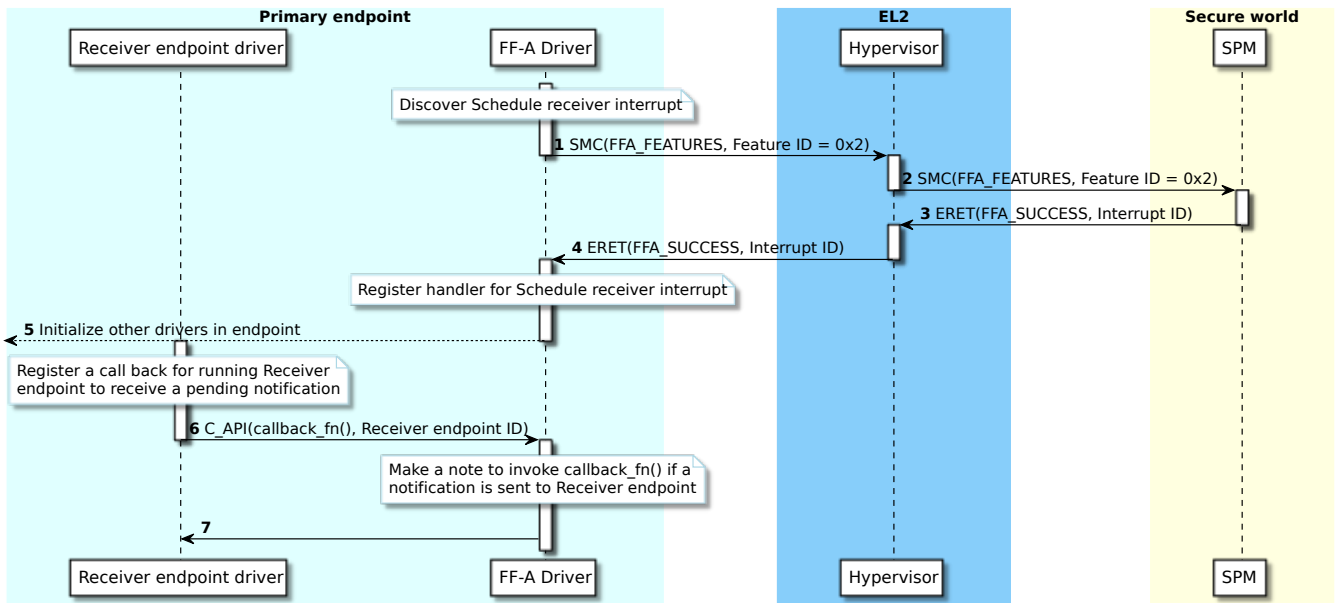 Primary endpoint
EL2
Secure world
Receiver endpoint driver
FF-A Driver
Hypervisor
SPM
Discover Schedule receiver interrupt
1 SMC(FFA_FEATURES, Feature ID = 0x2)
2 SMC(FFA_FEATURES, Feature ID = 0x2)
3 ERET(FFA_SUCCESS, Interrupt ID)
4 ERET(FFA_SUCCESS, Interrupt ID)
Register handler for Schedule receiver interrupt
5 Initialize other drivers in endpoint
Register a call back for running Receiver
endpoint to receive a pending notification
6 C_API(callback_fn(), Receiver endpoint ID)
Make a note to invoke callback_fn() if a
notification is sent to Receiver endpoint
7
Receiver endpoint driver
FF-A Driver
Hypervisor
SPM